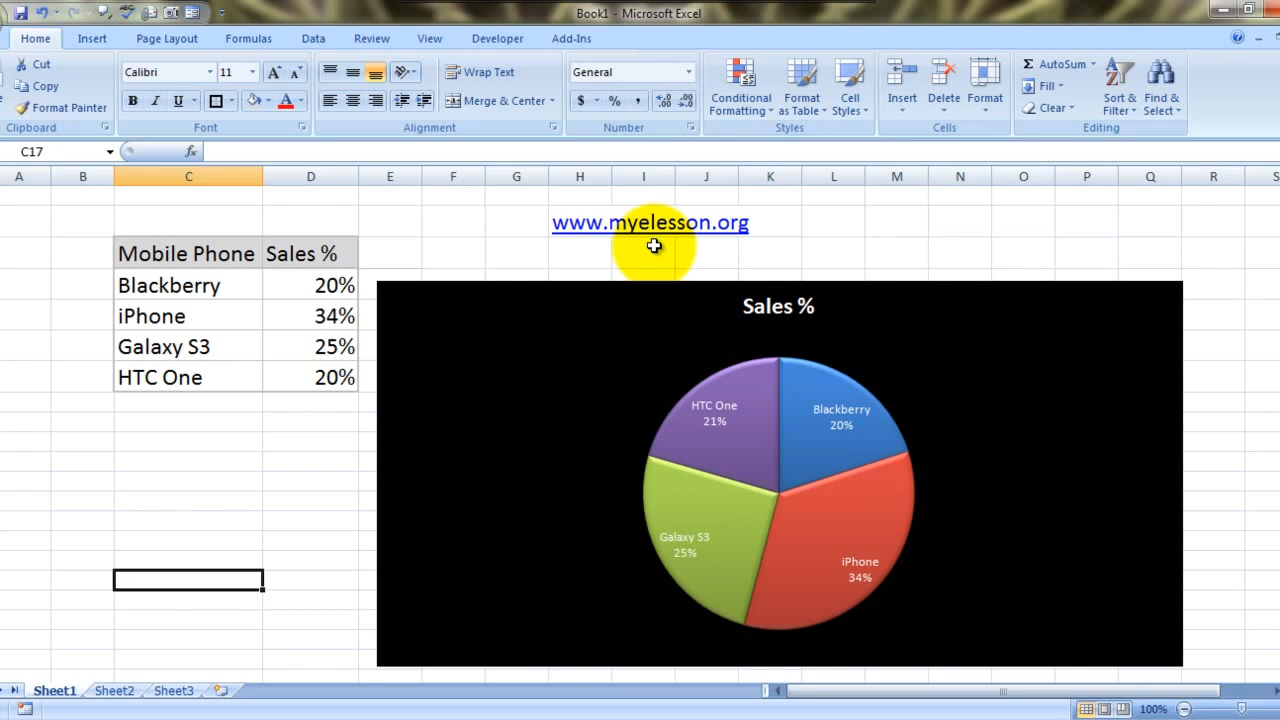 Book1 - Microsoft Excel
Home Insert Page Layout Formulas Data Review View Developer Add-Ins
Cut
Copy
Format Painter
Clipboard
Calibri 11
B I U
Font
Wrap Text
Merge & Center
Alignment
General
$ % ,
Number
Conditional Formatting
Format as Table
Cell Styles
Styles
Insert Delete Format
Cells
Σ AutoSum
Fill
Clear
Sort & Filter
Find & Select
Editing
C17 fx
A B C D E F G H I J K L M N O P Q R S
www.myelesson.org
Mobile Phone Sales %
Blackberry 20%
iPhone 34%
Galaxy S3 25%
HTC One 20%
Sales %
HTC One
21%
Blackberry
20%
Galaxy S3
25%
iPhone
34%
Sheet1 Sheet2 Sheet3
100%